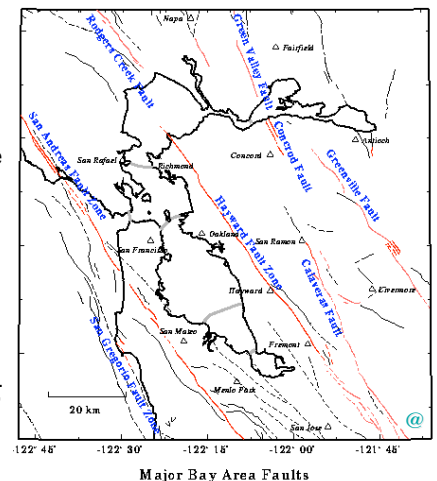 Napa
Rodgers Creek Fault
Green Valley Fault
Fairfield
San Andreas Fault Zone
San Rafael
Richmond
Concord
Concrod Fault
Antioch
Greenville Fault
Hayward Fault Zone
San Francisco
Oakland
San Ramon
Calaveras Fault
Hayward
Livermore
San Gregorio Fault Zone
San Mateo
Fremont
Menlo Park
San Jose
20 km
@
-122° 45'
-122° 30'
-122° 15'
-122° 00'
-121° 45'
Major Bay Area Faults